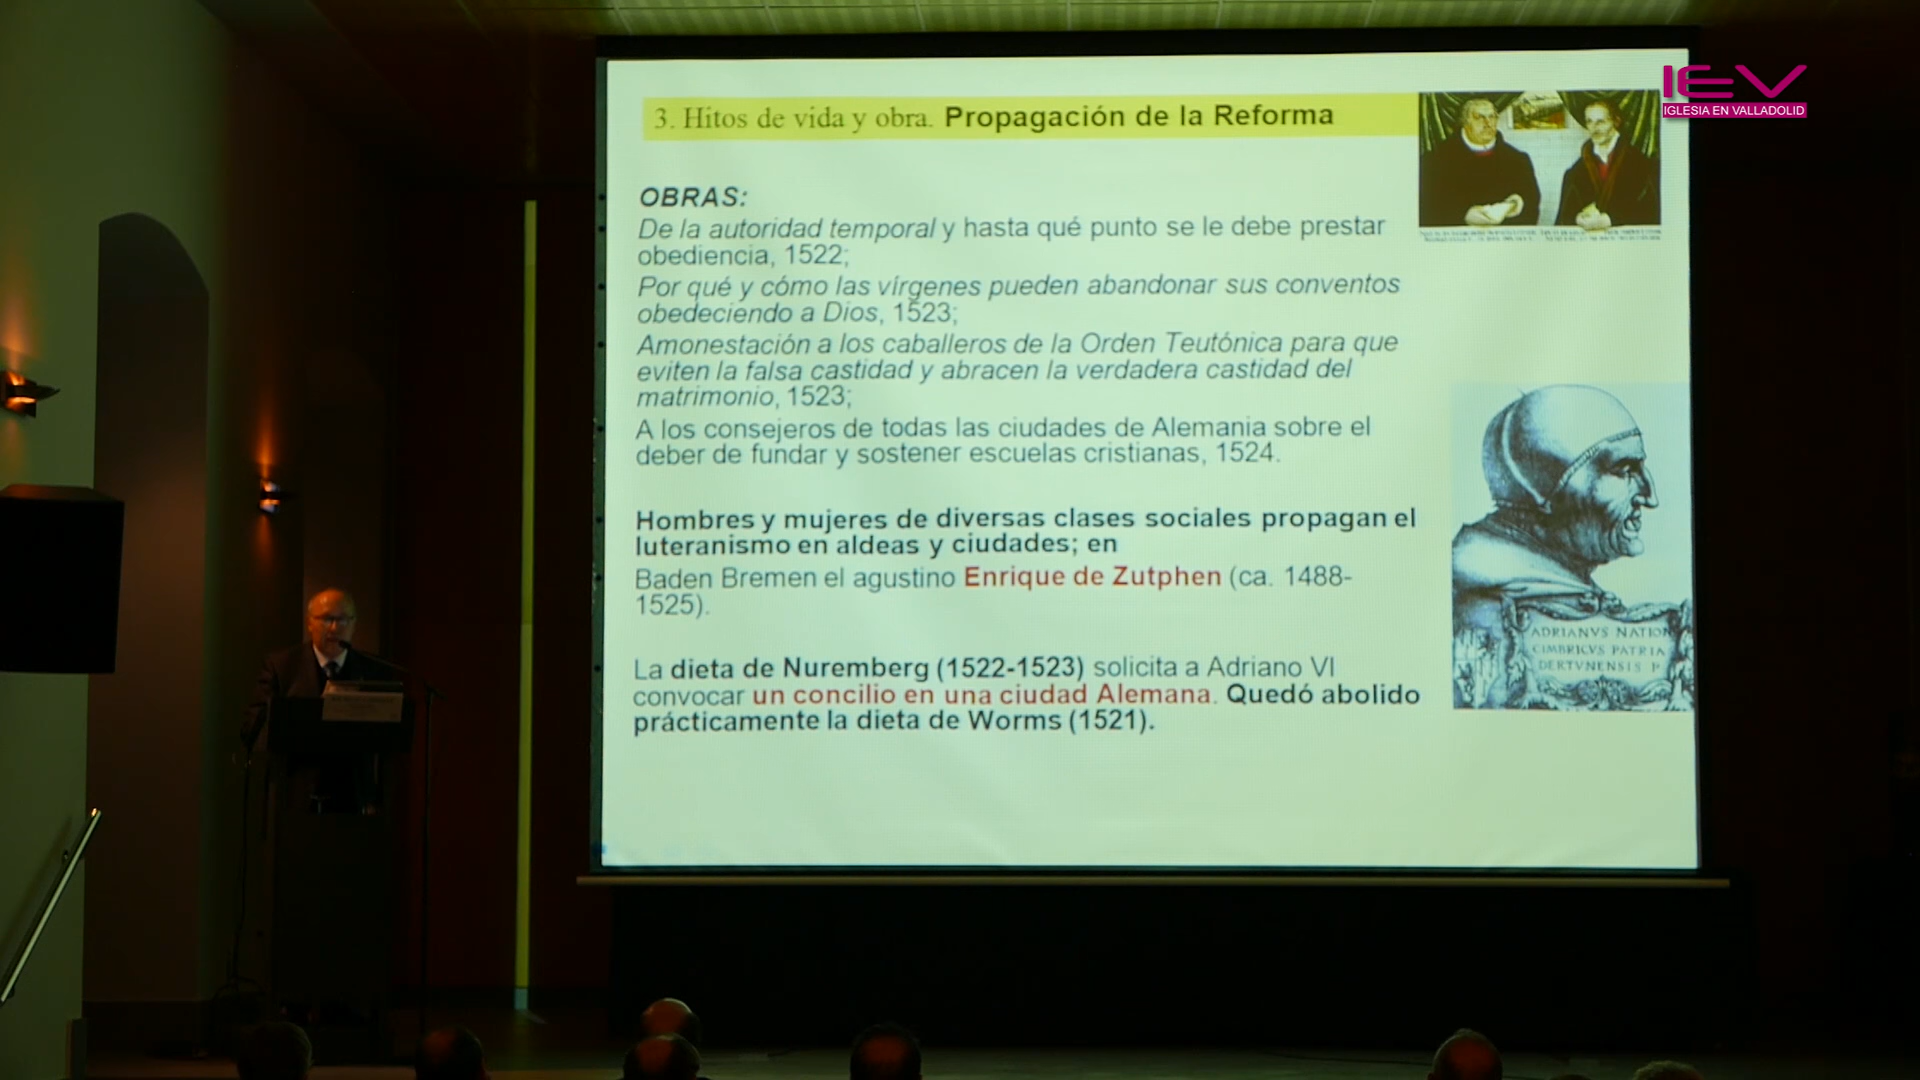 IEV
IGLESIA EN VALLADOLID
3. Hitos de vida y obra. Propagación de la Reforma
OBRAS:
De la autoridad temporal y hasta qué punto se le debe prestar
obediencia, 1522;
Por qué y cómo las vírgenes pueden abandonar sus conventos
obedeciendo a Dios, 1523;
Amonestación a los caballeros de la Orden Teutónica para que
eviten la falsa castidad y abracen la verdadera castidad del
matrimonio, 1523;
A los consejeros de todas las ciudades de Alemania sobre el
deber de fundar y sostener escuelas cristianas, 1524.
Hombres y mujeres de diversas clases sociales propagan el
luteranismo en aldeas y ciudades; en
Baden Bremen el agustino Enrique de Zutphen (ca. 1488-
1525).
La dieta de Nuremberg (1522-1523) solicita a Adriano VI
convocar un concilio en una ciudad Alemana. Quedó abolido
prácticamente la dieta de Worms (1521).
ADRIANVS NATION
CIMBRICVS PATRIA
DERTVNENSIS P